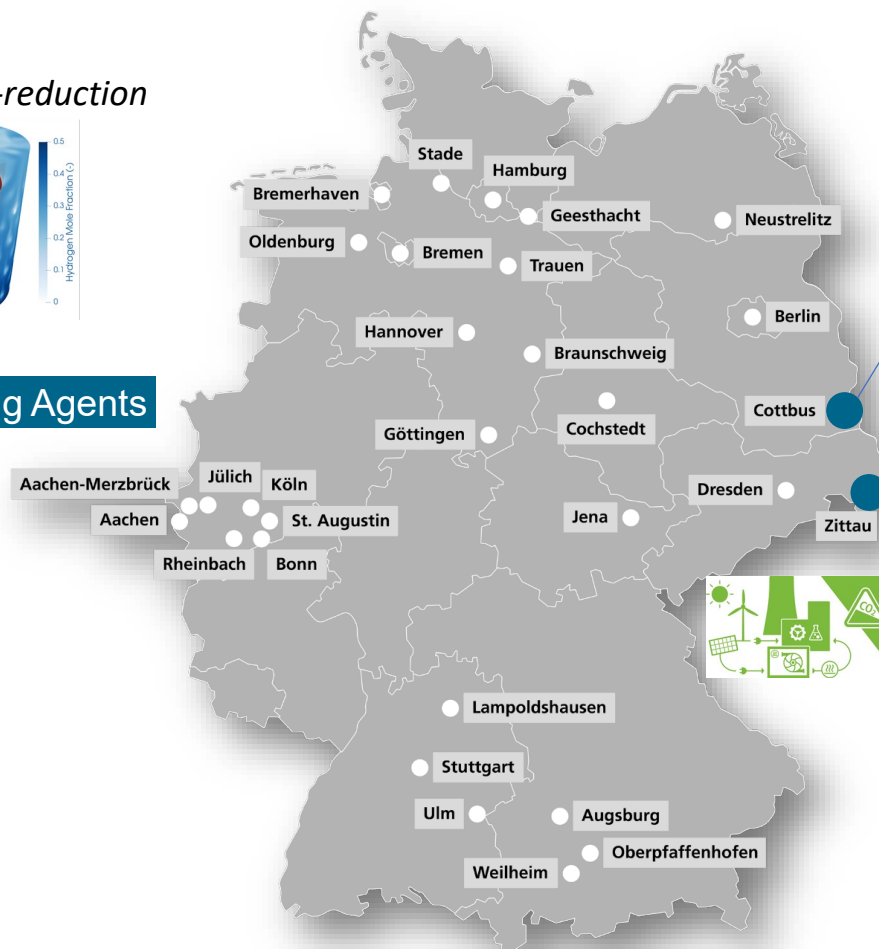 -reduction
0.5
0.4
0.3
0.2
0.1
0
Hydrogen Mole Fraction (-)
g Agents
Stade
Hamburg
Bremerhaven
Geesthacht
Neustrelitz
Oldenburg
Bremen
Trauen
Berlin
Hannover
Braunschweig
Cottbus
Cochstedt
Göttingen
Aachen-Merzbrück
Jülich
Köln
Dresden
Aachen
St. Augustin
Jena
Zittau
Rheinbach
Bonn
CO2
Lampoldshausen
Stuttgart
Ulm
Augsburg
Oberpfaffenhofen
Weilheim